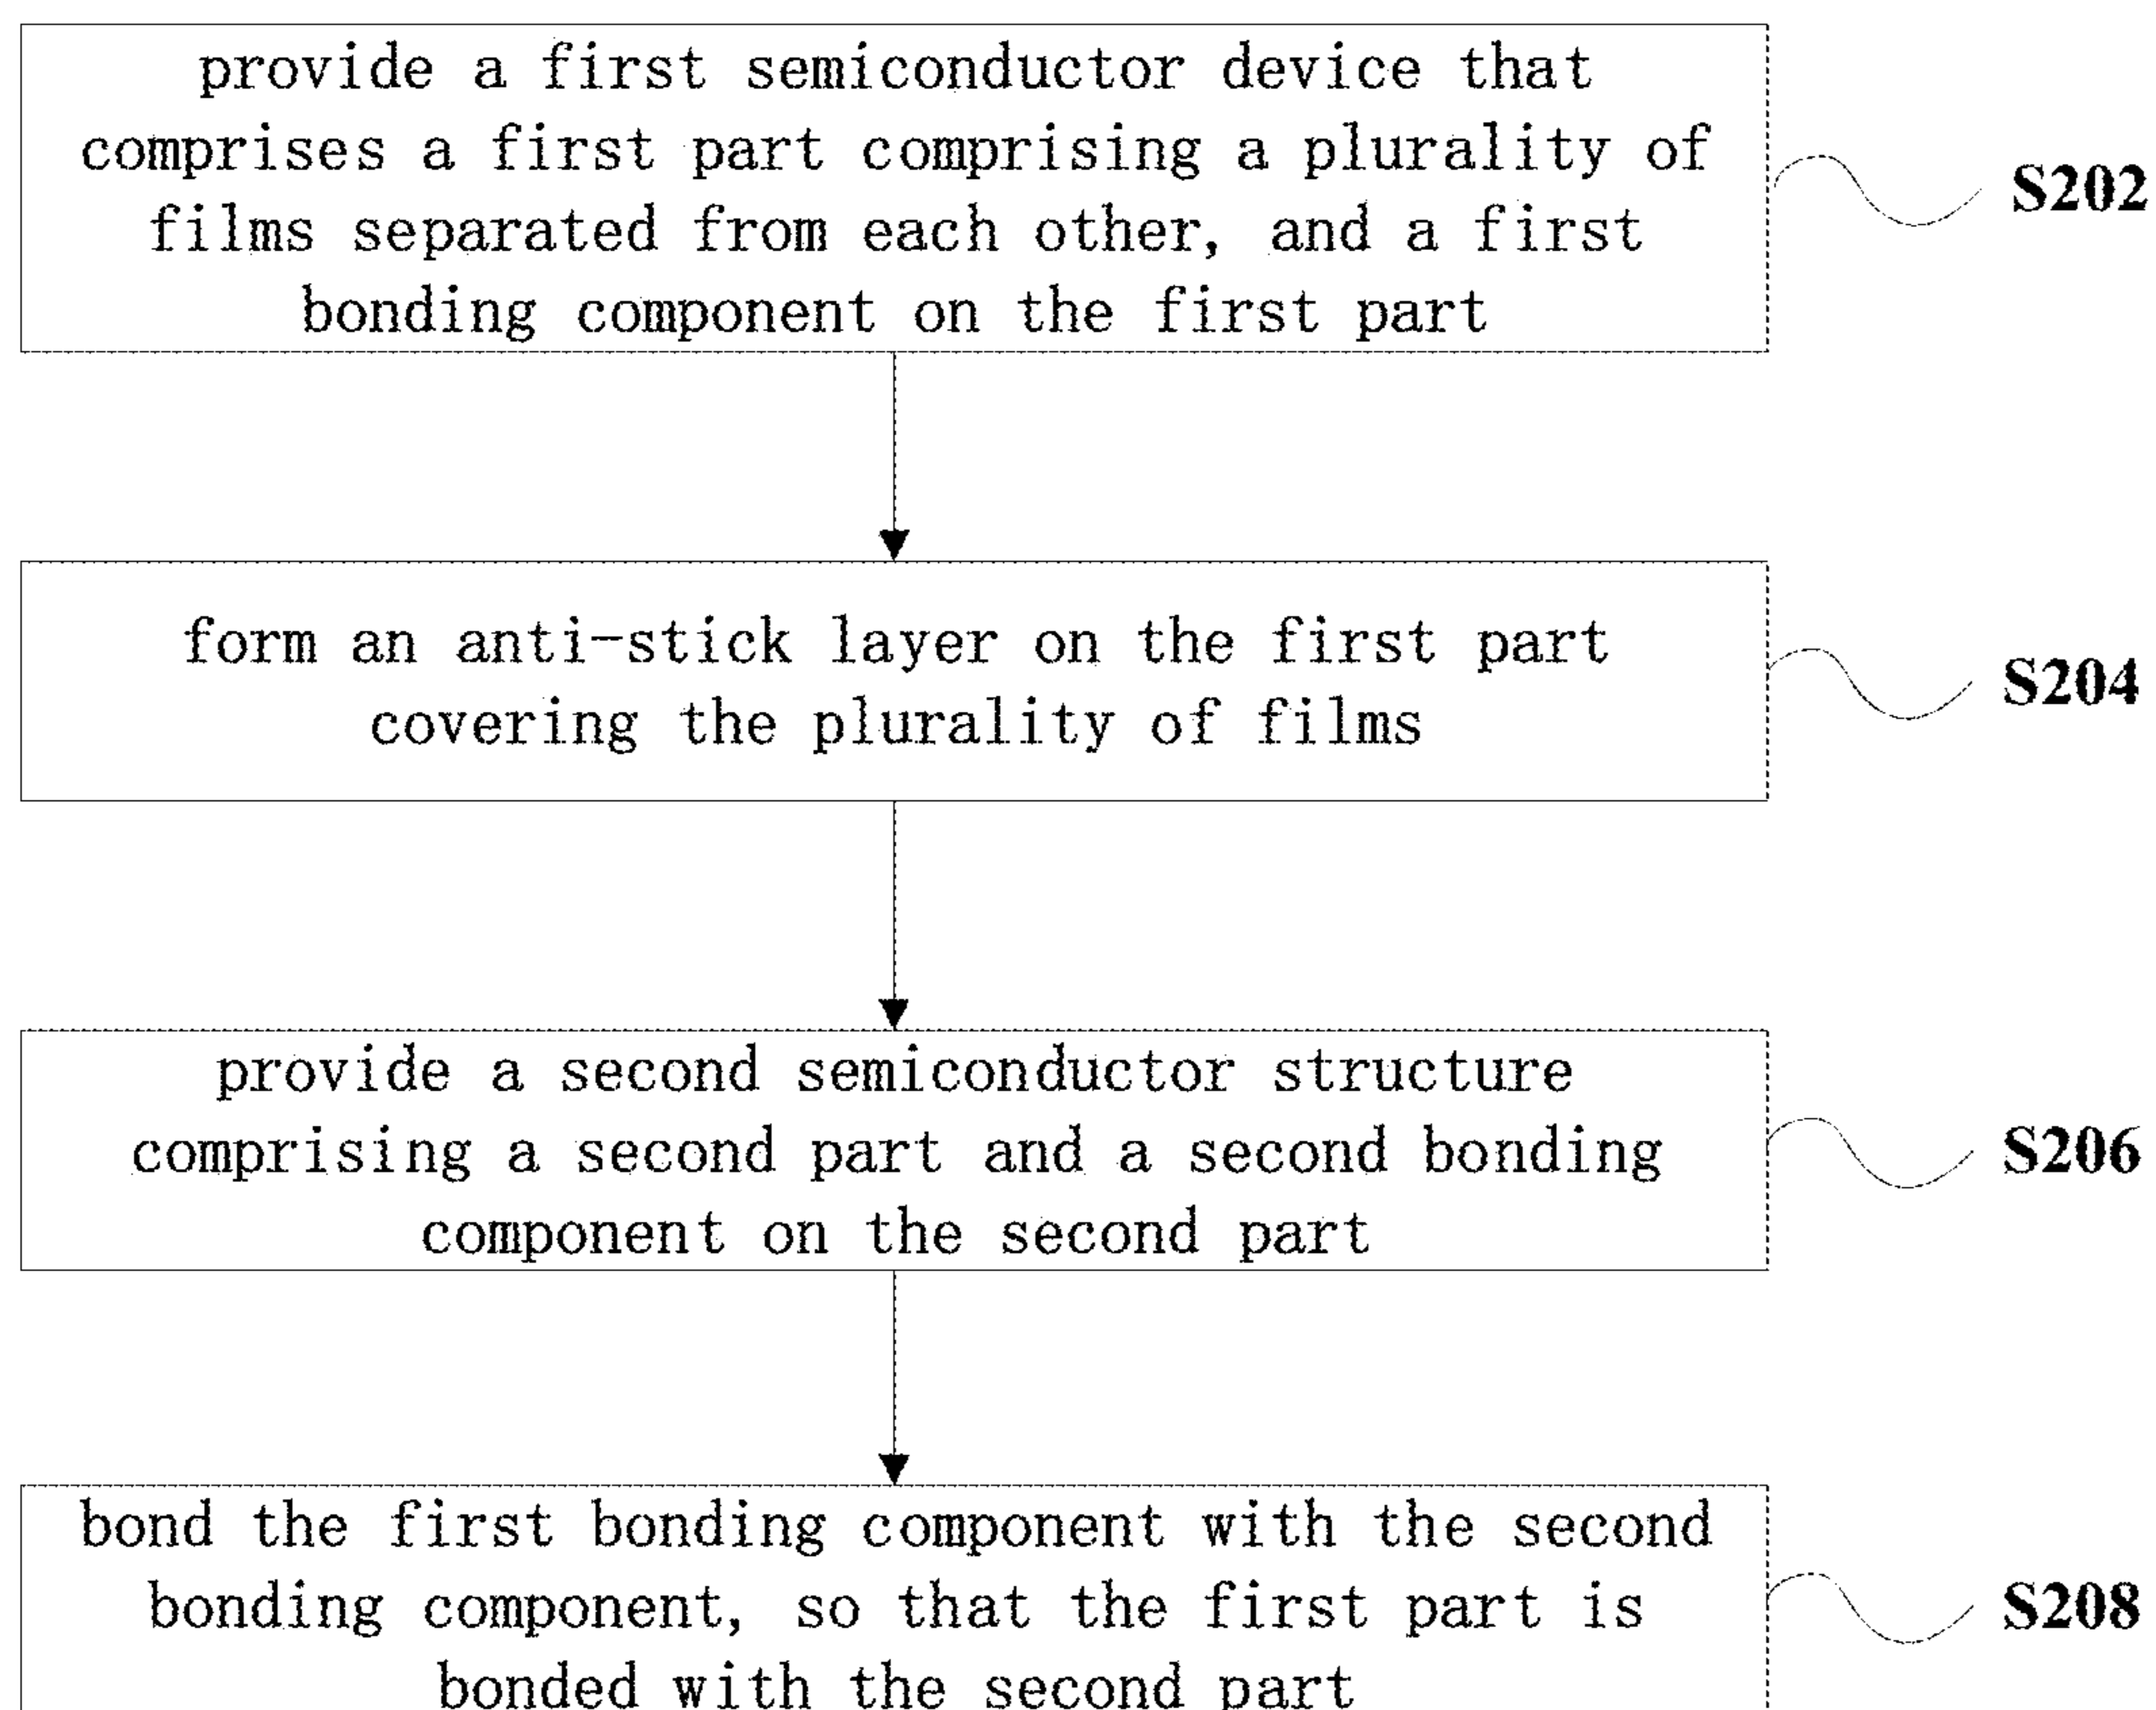 provide a first semiconductor device that
comprises a first part comprising a plurality of
films separated from each other, and a first
bonding component on the first part
S202
form an anti-stick layer on the first part
covering the plurality of films
S204
provide a second semiconductor structure
comprising a second part and a second bonding
component on the second part
S206
bond the first bonding component with the second
bonding component, so that the first part is
bonded with the second part
S208